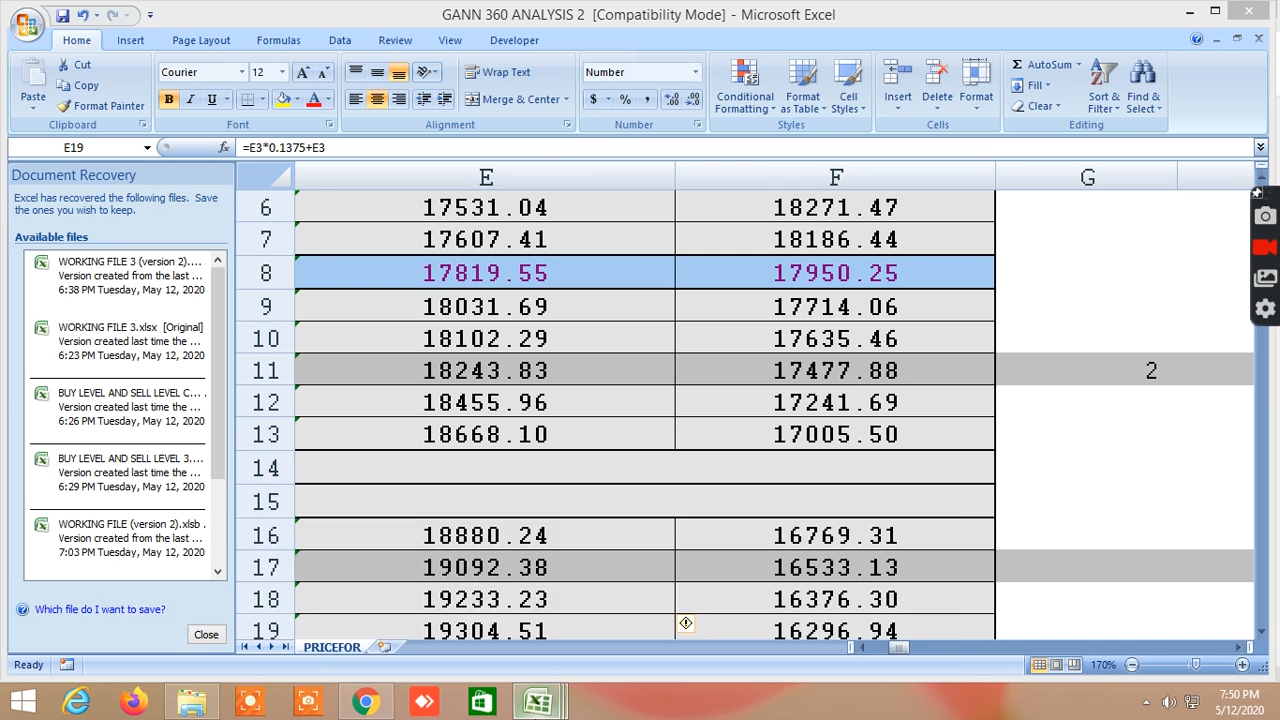 GANN 360 ANALYSIS 2 [Compatibility Mode] - Microsoft Excel
Home Insert Page Layout Formulas Data Review View Developer
Cut
Copy
Format Painter
Paste
Clipboard
Courier 12
B I U
Font
Wrap Text
Merge & Center
Alignment
Number
$ % ,
Number
Conditional Formatting
Format as Table
Cell Styles
Styles
Insert Delete Format
Cells
AutoSum
Fill
Clear
Sort & Filter
Find & Select
Editing
E19 fx =E3*0.1375+E3
Document Recovery
Excel has recovered the following files. Save
the ones you wish to keep.
Available files
WORKING FILE 3 (version 2)....
Version created from the last ...
6:38 PM Tuesday, May 12, 2020
WORKING FILE 3.xlsx [Original]
Version created last time the ...
6:23 PM Tuesday, May 12, 2020
BUY LEVEL AND SELL LEVEL C...
Version created last time the ...
6:26 PM Tuesday, May 12, 2020
BUY LEVEL AND SELL LEVEL 3....
Version created last time the ...
6:29 PM Tuesday, May 12, 2020
WORKING FILE (version 2).xlsb ...
Version created from the last ...
7:03 PM Tuesday, May 12, 2020
Which file do I want to save?
Close
E F G
6 17531.04 18271.47
7 17607.41 18186.44
8 17819.55 17950.25
9 18031.69 17714.06
10 18102.29 17635.46
11 18243.83 17477.88 2
12 18455.96 17241.69
13 18668.10 17005.50
14
15
16 18880.24 16769.31
17 19092.38 16533.13
18 19233.23 16376.30
19 19304.51 16296.94
PRICEFOR
Ready 170%
7:50 PM
5/12/2020